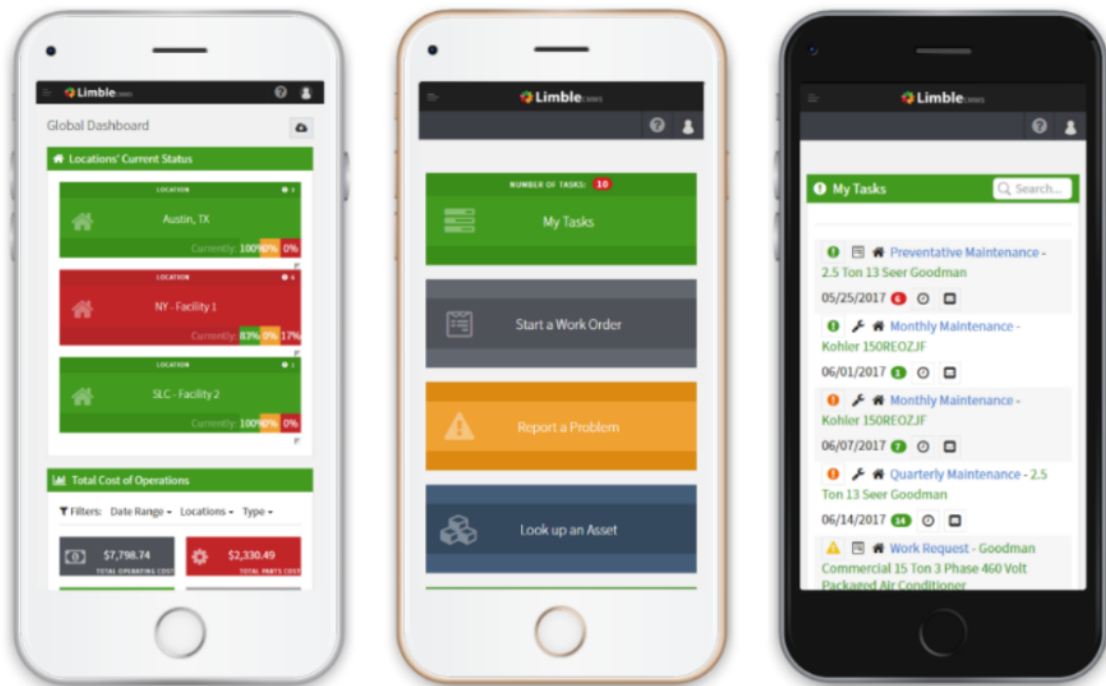 Limble CMMS
Global Dashboard
Locations' Current Status
LOCATION
Austin, TX
Currently: 100% 0% 0%
LOCATION
NY - Facility 1
Currently: 83% 0% 17%
LOCATION
SLC - Facility 2
Currently: 100% 0% 0%
Total Cost of Operations
Filters: Date Range Locations Type
$7,798.74
TOTAL OPERATING COST
$2,330.49
TOTAL PARTS COST
Limble CMMS
NUMBER OF TASKS: 10
My Tasks
Start a Work Order
Report a Problem
Look up an Asset
Limble CMMS
My Tasks
Search...
Preventative Maintenance -
2.5 Ton 13 Seer Goodman
05/25/2017 6
Monthly Maintenance -
Kohler 150REOZJF
06/01/2017 1
Monthly Maintenance -
Kohler 150REOZJF
06/07/2017 7
Quarterly Maintenance - 2.5
Ton 13 Seer Goodman
06/14/2017 14
Work Request - Goodman
Commercial 15 Ton 3 Phase 460 Volt
Packaged Air Conditioner